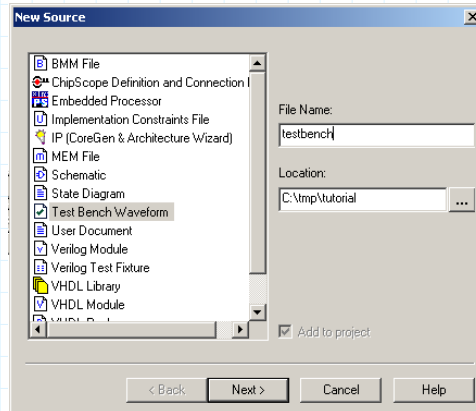 New Source
BMM File
ChipScope Definition and Connection
Embedded Processor
Implementation Constraints File
IP (CoreGen & Architecture Wizard)
MEM File
Schematic
State Diagram
Test Bench Waveform
User Document
Verilog Module
Verilog Test Fixture
VHDL Library
VHDL Module
File Name:
testbench
Location:
C:\tmp\tutorial
...
Add to project
< Back
Next >
Cancel
Help